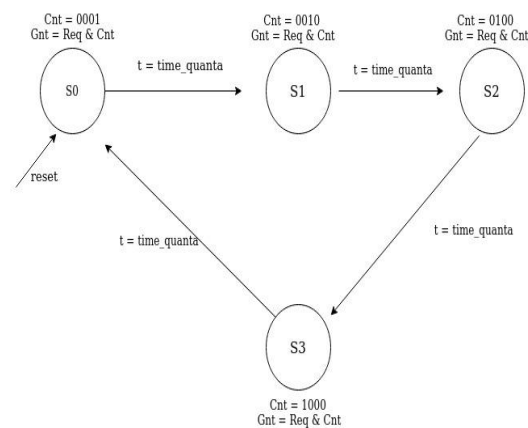 Cnt = 0001
Gnt = Req & Cnt
S0
t = time_quanta
Cnt = 0010
Gnt = Req & Cnt
S1
t = time_quanta
Cnt = 0100
Gnt = Req & Cnt
S2
reset
t = time_quanta
t = time_quanta
S3
Cnt = 1000
Gnt = Req & Cnt